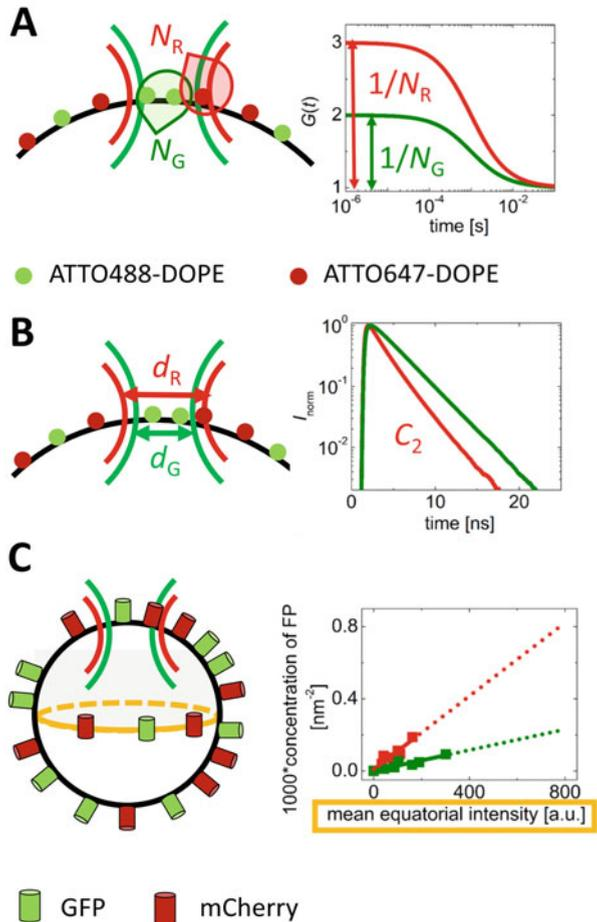 A
N_R
N_G
G(t)
3
2
1
1/N_R
1/N_G
10^-6
10^-4
10^-2
time [s]
ATTO488-DOPE
ATTO647-DOPE
B
d_R
d_G
I_norm
10^0
10^-1
10^-2
C_2
0
10
20
time [ns]
C
1000*concentration of FP
[nm^-2]
0.8
0.4
0.0
0
400
800
mean equatorial intensity [a.u.]
GFP
mCherry